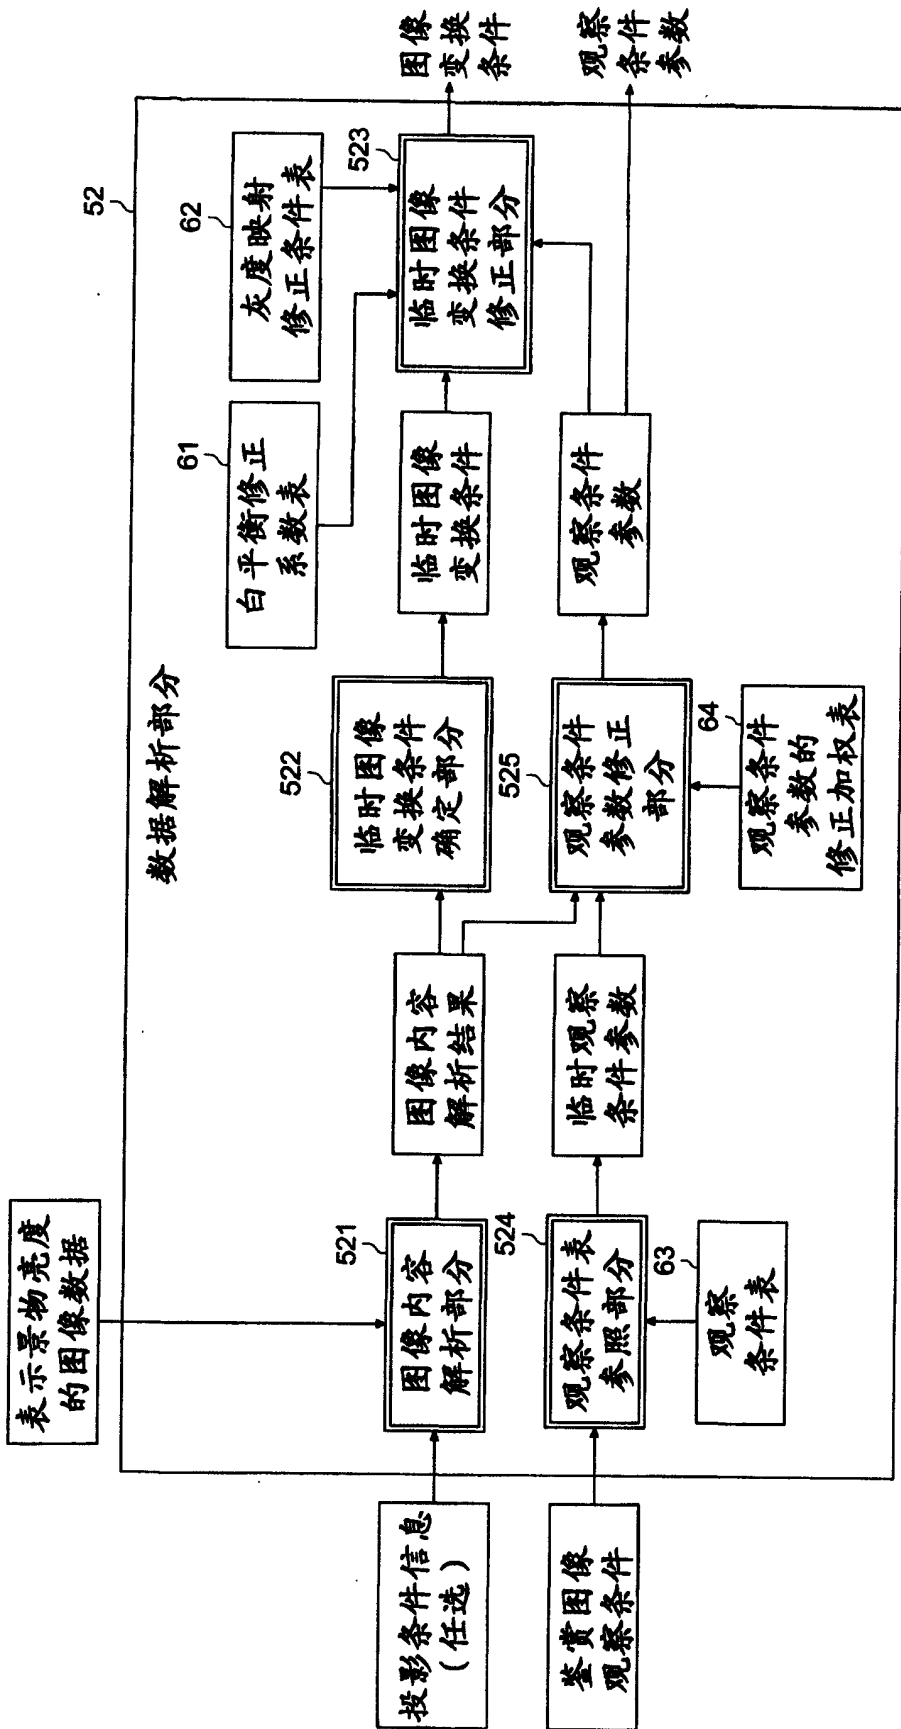 52
数据解析部分
表示景物亮度
的图像数据
投影条件信息
(任选)
鉴赏图像
观察条件
521
图像内容
解析部分
524
观察条件表
参照部分
63
观察
条件表
图像内容
解析结果
临时观察
条件参数
522
临时图像
变换条件
确定部分
525
观察条件
参数修正
部分
64
观察条件
参数的
修正加权表
61
白平衡修正
系数表
62
灰度映射
修正条件表
临时图像
变换条件
观察条件
参数
523
临时图像
变换条件
修正部分
图像
变换
条件
观察
条件
参数